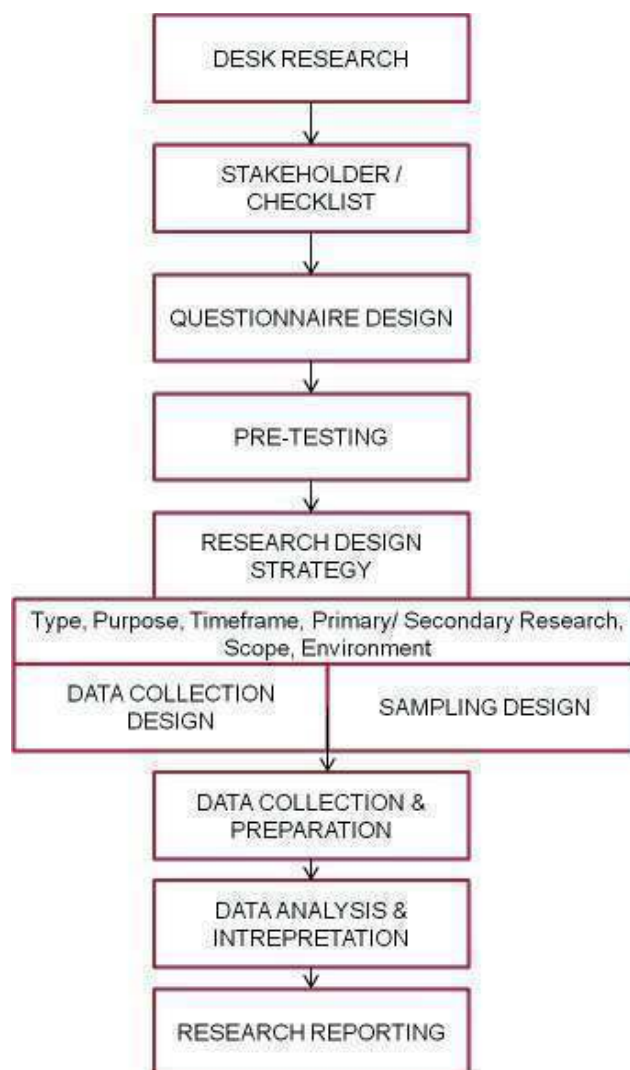 DESK RESEARCH
STAKEHOLDER /
CHECKLIST
QUESTIONNAIRE DESIGN
PRE-TESTING
RESEARCH DESIGN
STRATEGY
Type, Purpose, Timeframe, Primary/ Secondary Research,
Scope, Environment
DATA COLLECTION
DESIGN
SAMPLING DESIGN
DATA COLLECTION &
PREPARATION
DATA ANALYSIS &
INTREPRETATION
RESEARCH REPORTING